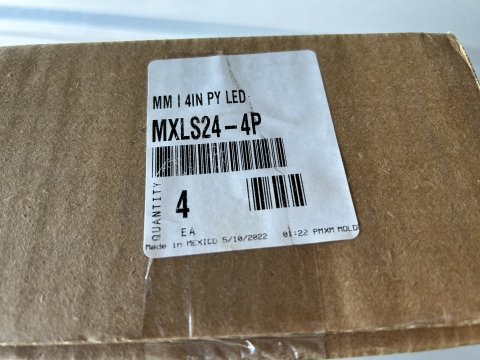 MM I 4IN PY LED
MXLS24-4P
QUANTITY
4
EA
Made in MEXICO 5/10/2022 01:22 PMXM MOLD